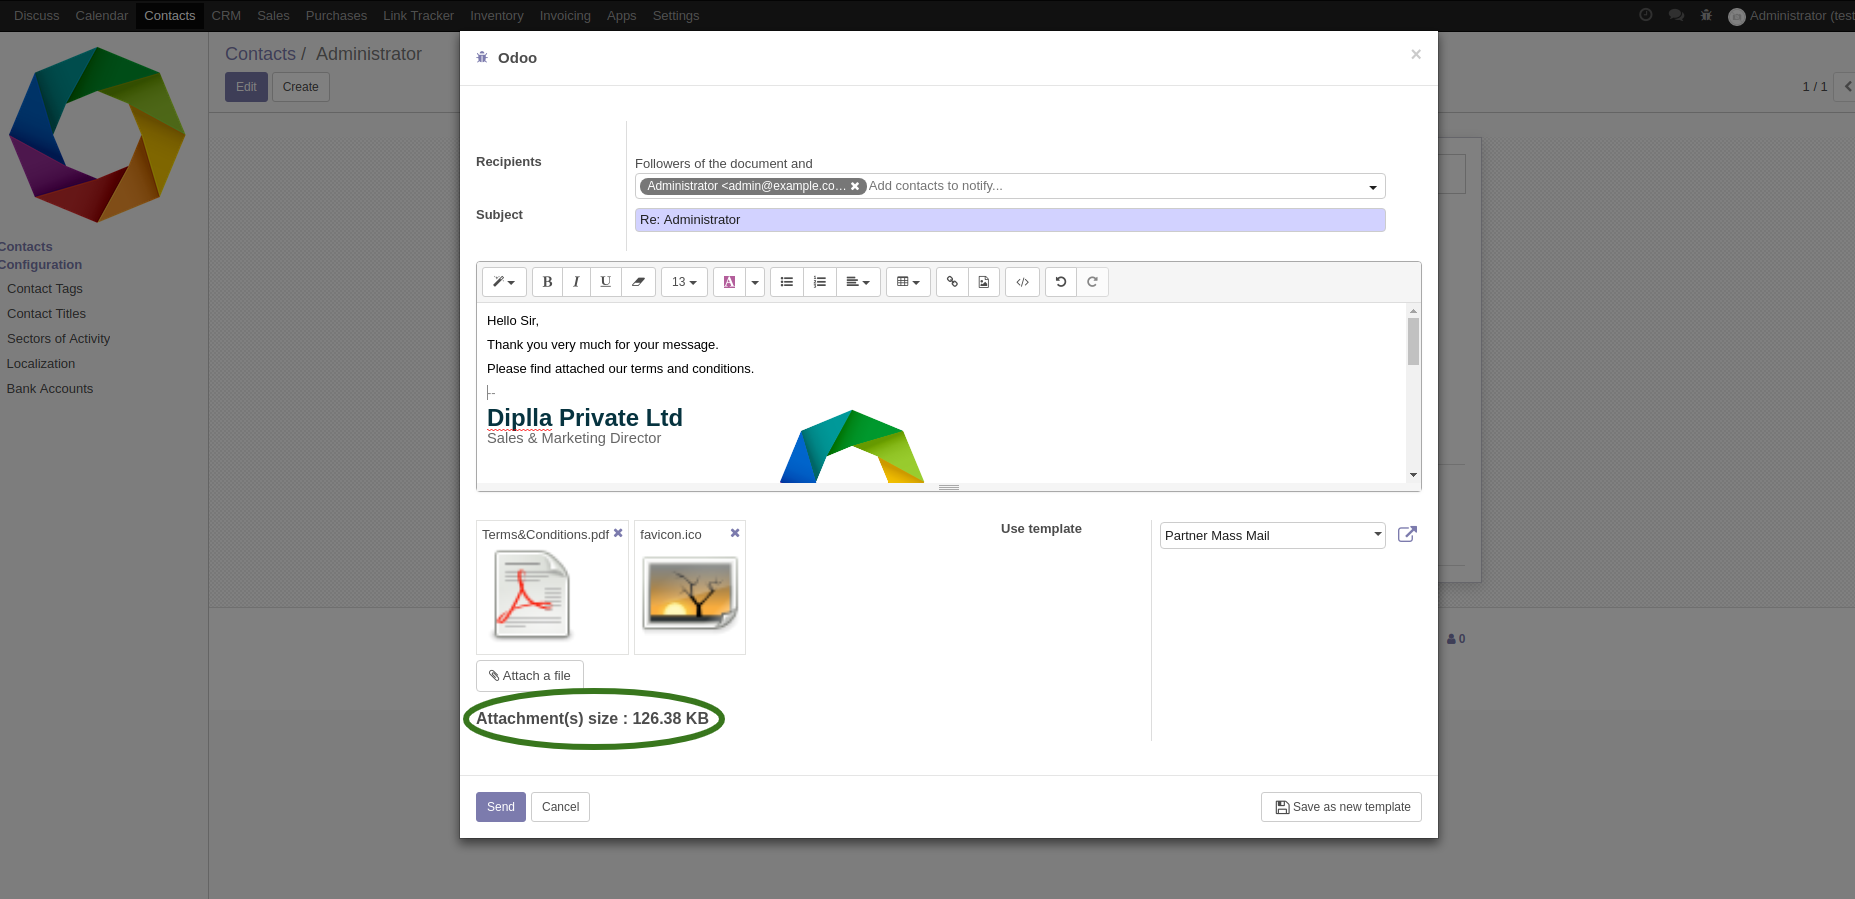 Discuss Calendar Contacts CRM Sales Purchases Link Tracker Inventory Invoicing Apps Settings
Administrator (test
Contacts / Administrator
Edit Create
1 / 1
Contacts
Configuration
Contact Tags
Contact Titles
Sectors of Activity
Localization
Bank Accounts
Odoo
×
Recipients
Followers of the document and
Administrator <admin@example.co... Add contacts to notify...
Subject
Re: Administrator
B I U 13 A </>
Hello Sir,
Thank you very much for your message.
Please find attached our terms and conditions.
--
Diplla Private Ltd
Sales & Marketing Director
Terms&Conditions.pdf
favicon.ico
Use template
Partner Mass Mail
Attach a file
Attachment(s) size : 126.38 KB
0
Send Cancel
Save as new template